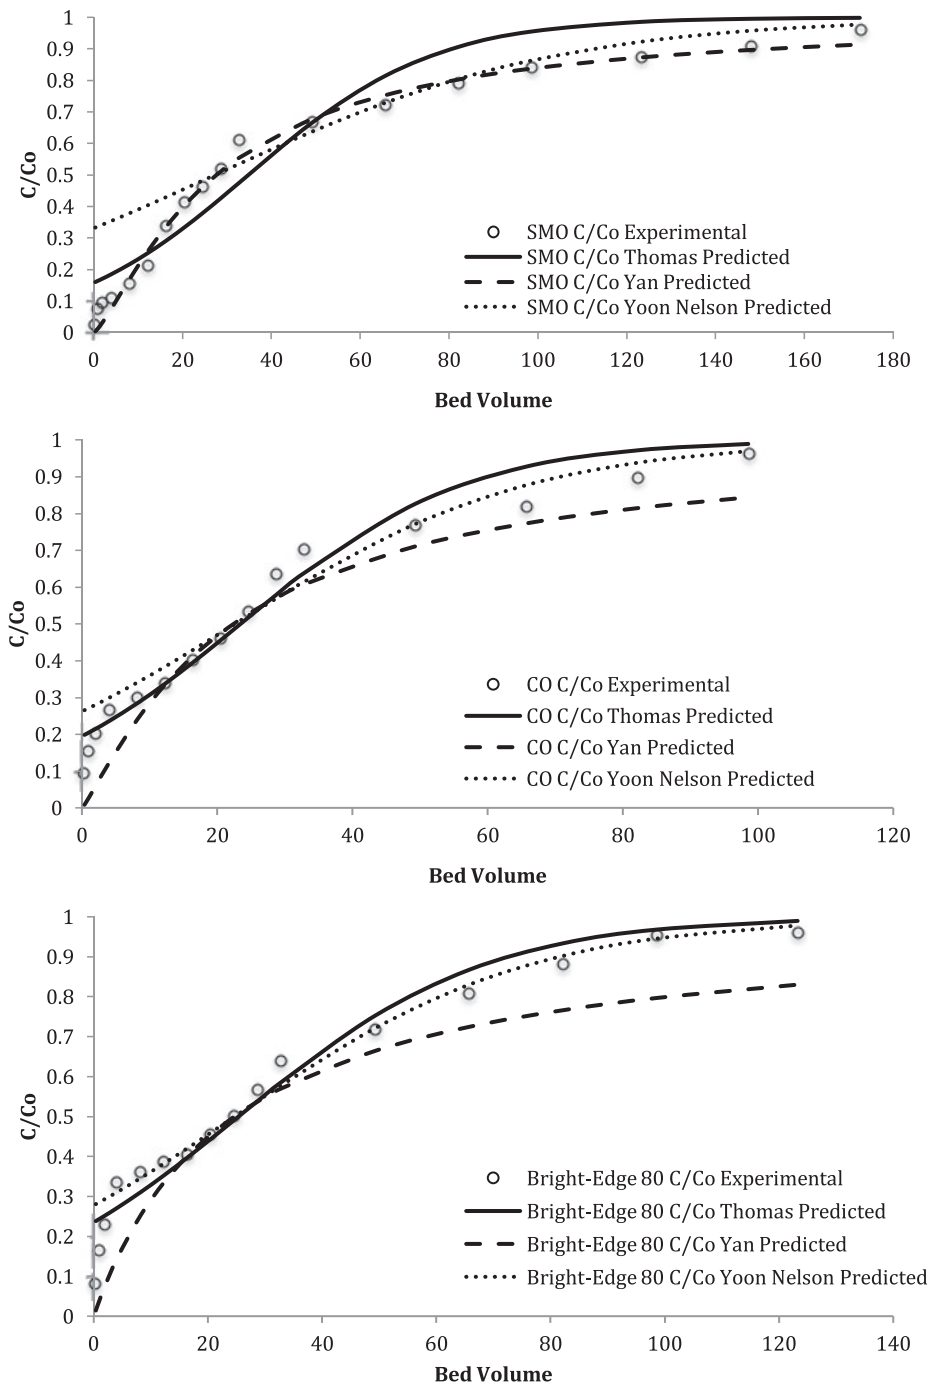 1
0.9
0.8
0.7
0.6
0.5
0.4
0.3
0.2
0.1
0
C/Co
SMO C/Co Experimental
SMO C/Co Thomas Predicted
SMO C/Co Yan Predicted
SMO C/Co Yoon Nelson Predicted
0 20 40 60 80 100 120 140 160 180
Bed Volume
1
0.9
0.8
0.7
0.6
0.5
0.4
0.3
0.2
0.1
0
C/Co
CO C/Co Experimental
CO C/Co Thomas Predicted
CO C/Co Yan Predicted
CO C/Co Yoon Nelson Predicted
0 20 40 60 80 100 120
Bed Volume
1
0.9
0.8
0.7
0.6
0.5
0.4
0.3
0.2
0.1
0
C/Co
Bright-Edge 80 C/Co Experimental
Bright-Edge 80 C/Co Thomas Predicted
Bright-Edge 80 C/Co Yan Predicted
Bright-Edge 80 C/Co Yoon Nelson Predicted
0 20 40 60 80 100 120 140
Bed Volume